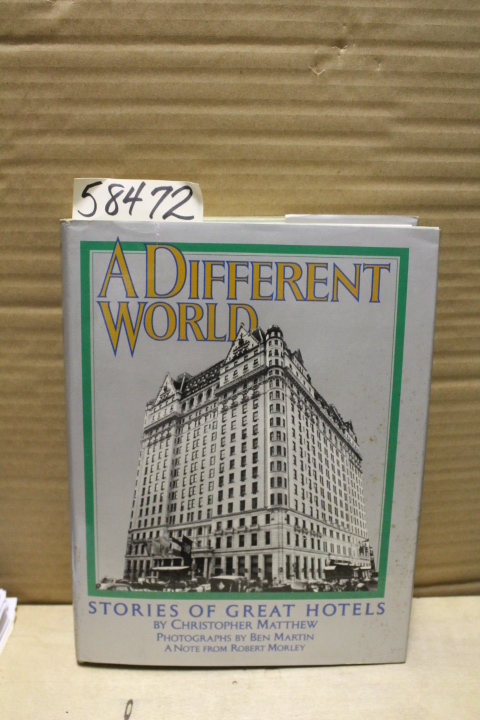 58472
A DIFFERENT
WORLD
STORIES OF GREAT HOTELS
BY CHRISTOPHER MATTHEW
PHOTOGRAPHS BY BEN MARTIN
A NOTE FROM ROBERT MORLEY